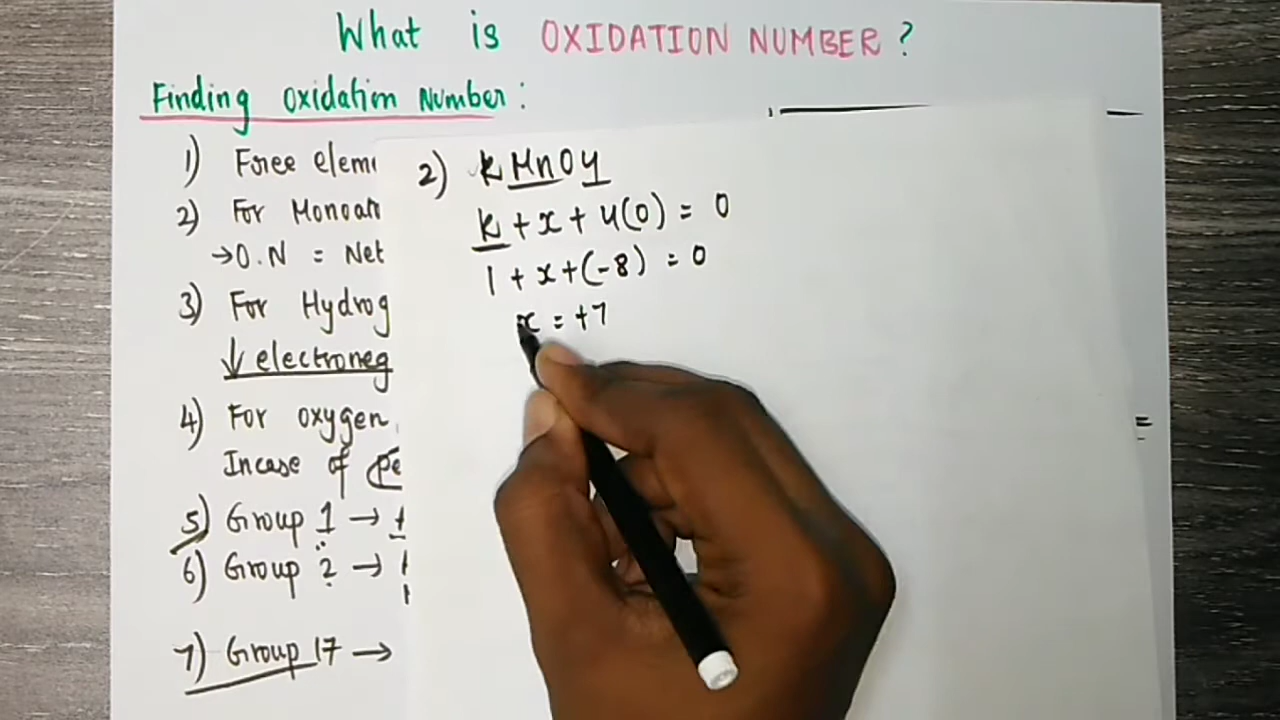 What is OXIDATION NUMBER ?
Finding Oxidation Number :
1) Free elem
2) For Monoat
→ O.N = Net
3) For Hydrog
↓ electroneg
4) For oxygen
Incase of (Pe
5) Group 1 → +
6) Group 2 →
7) Group 17 →
2) KMnO4
K + x + 4(0) = 0
1 + x + (-8) = 0
x = +7